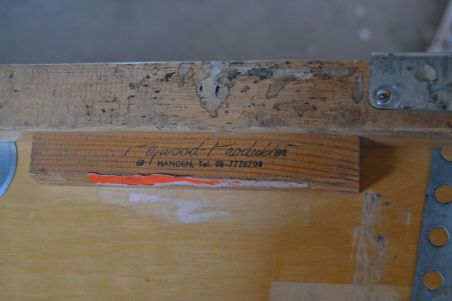 Plywood-Produkter
HANDEN, Tel. 08-7776799